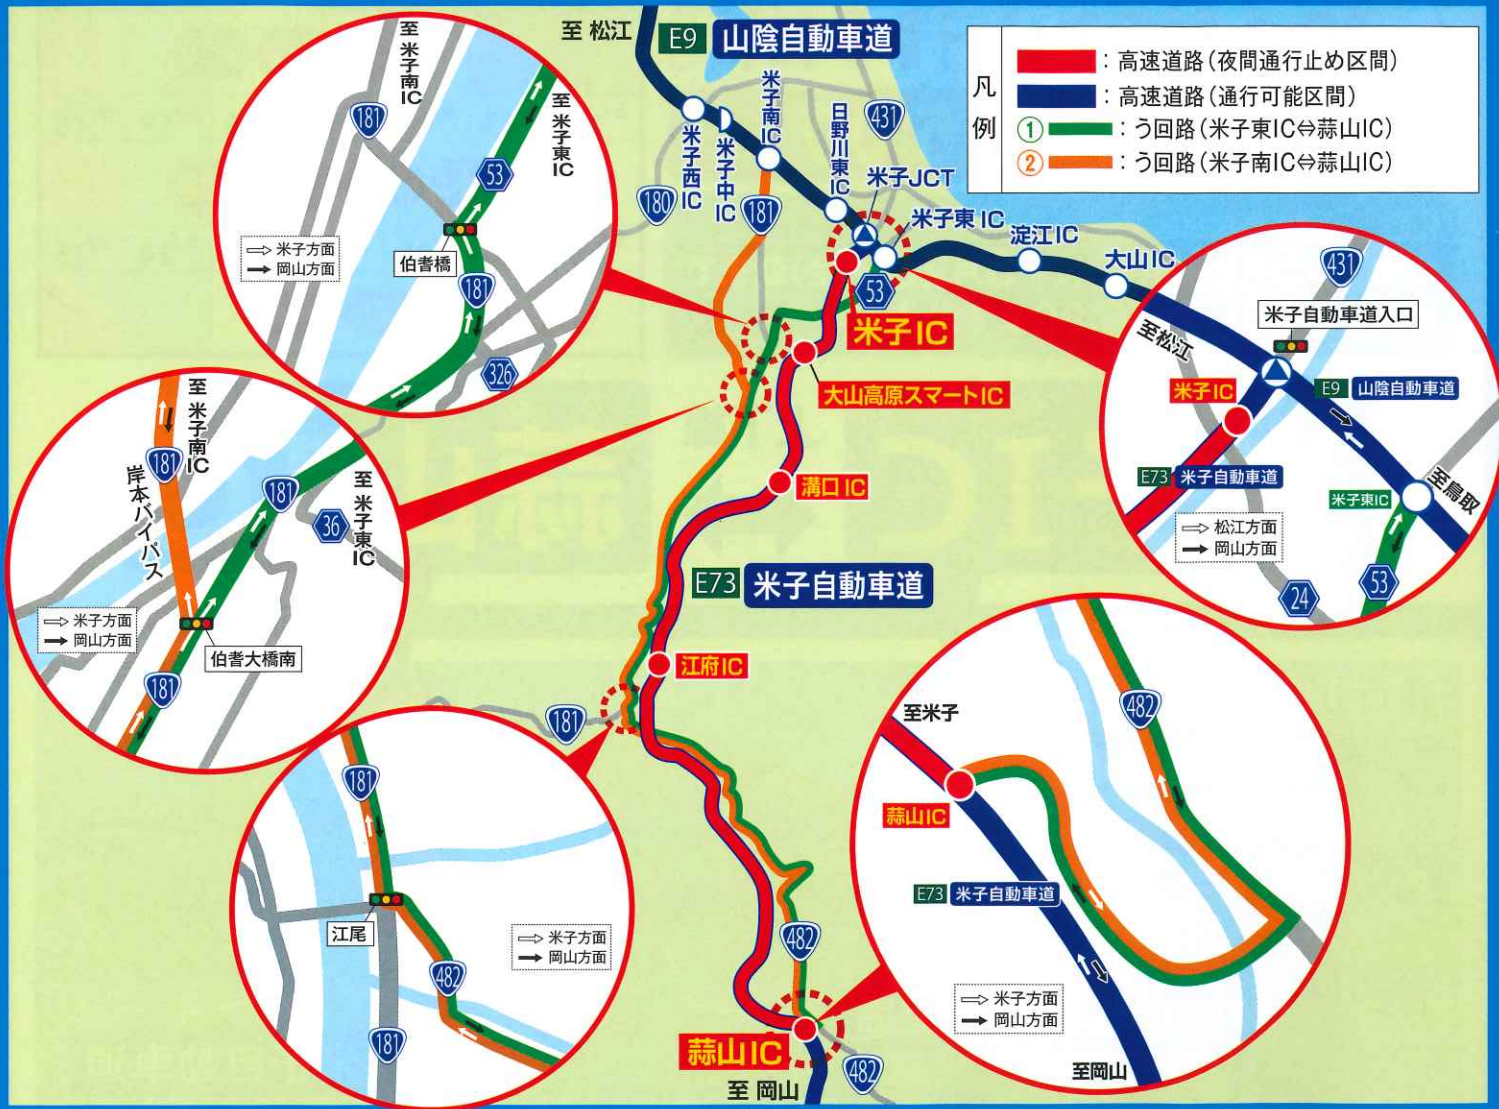 至 松江
E9 山陰自動車道
凡例
：高速道路(夜間通行止め区間)
：高速道路(通行可能区間)
①：う回路(米子東IC⇔蒜山IC)
②：う回路(米子南IC⇔蒜山IC)
米子西IC
米子中IC
米子南IC
日野川東IC
米子JCT
米子東IC
淀江IC
大山IC
431
180
181
53
米子IC
大山高原スマートIC
溝口IC
E73 米子自動車道
江府IC
181
482
蒜山IC
至 岡山
482
至 米子南IC
181
至 米子東IC
53
⇨ 米子方面
➡ 岡山方面
伯耆橋
181
326
至 米子南IC
181
岸本バイパス
181
至 米子東IC
36
⇨ 米子方面
➡ 岡山方面
伯耆大橋南
181
181
江尾
⇨ 米子方面
➡ 岡山方面
482
181
431
米子自動車道入口
至松江
米子IC
E9 山陰自動車道
E73 米子自動車道
米子東IC
至鳥取
⇨ 松江方面
➡ 岡山方面
24
53
至米子
482
蒜山IC
E73 米子自動車道
⇨ 米子方面
➡ 岡山方面
至岡山